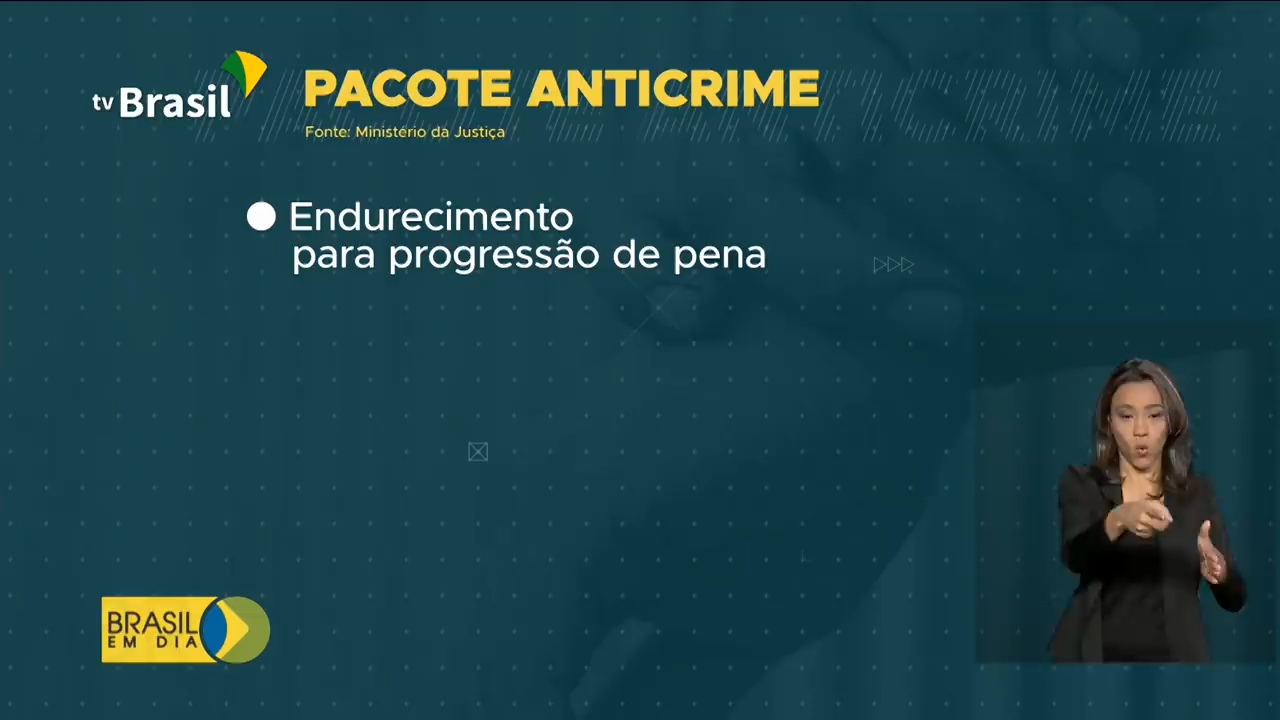 tv Brasil
PACOTE ANTICRIME
Fonte: Ministério da Justiça
Endurecimento
para progressão de pena
BRASIL
EM DIA